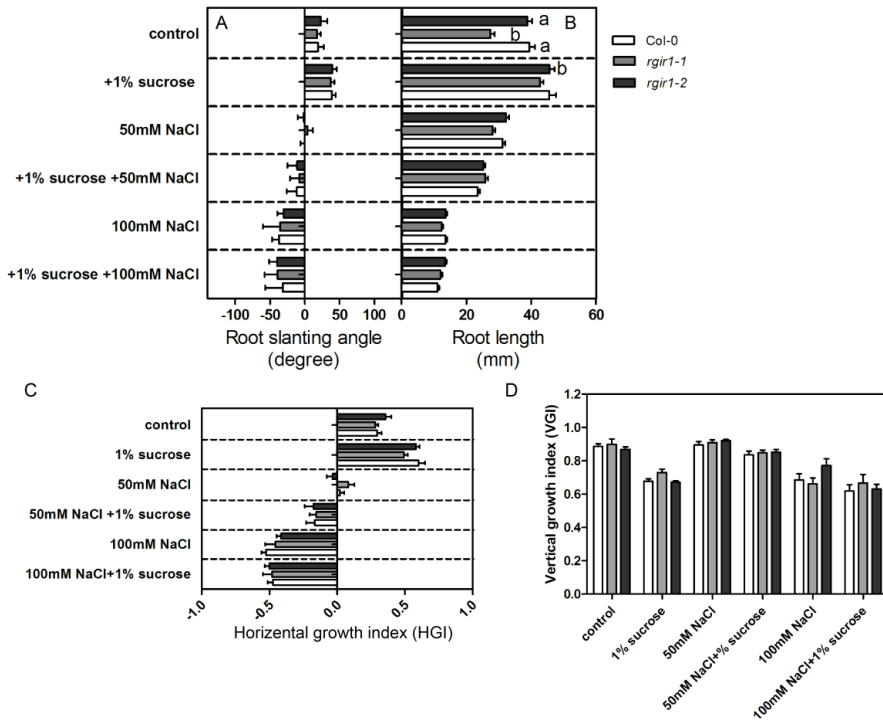 A
B
control
+1% sucrose
50mM NaCl
+1% sucrose +50mM NaCl
100mM NaCl
+1% sucrose +100mM NaCl
a
b
a
b
Col-0
rgir1-1
rgir1-2
-100 -50 0 50 100
0 20 40 60
Root slanting angle
(degree)
Root length
(mm)
C
control
1% sucrose
50mM NaCl
50mM NaCl +1% sucrose
100mM NaCl
100mM NaCl+1% sucrose
-1.0 -0.5 0.0 0.5 1.0
Horizental growth index (HGI)
D
Vertical growth index (VGI)
1.2
1.0
0.8
0.6
0.4
0.2
0.0
control
1% sucrose
50mM NaCl
50mM NaCl+% sucrose
100mM NaCl
100mM NaCl+1% sucrose